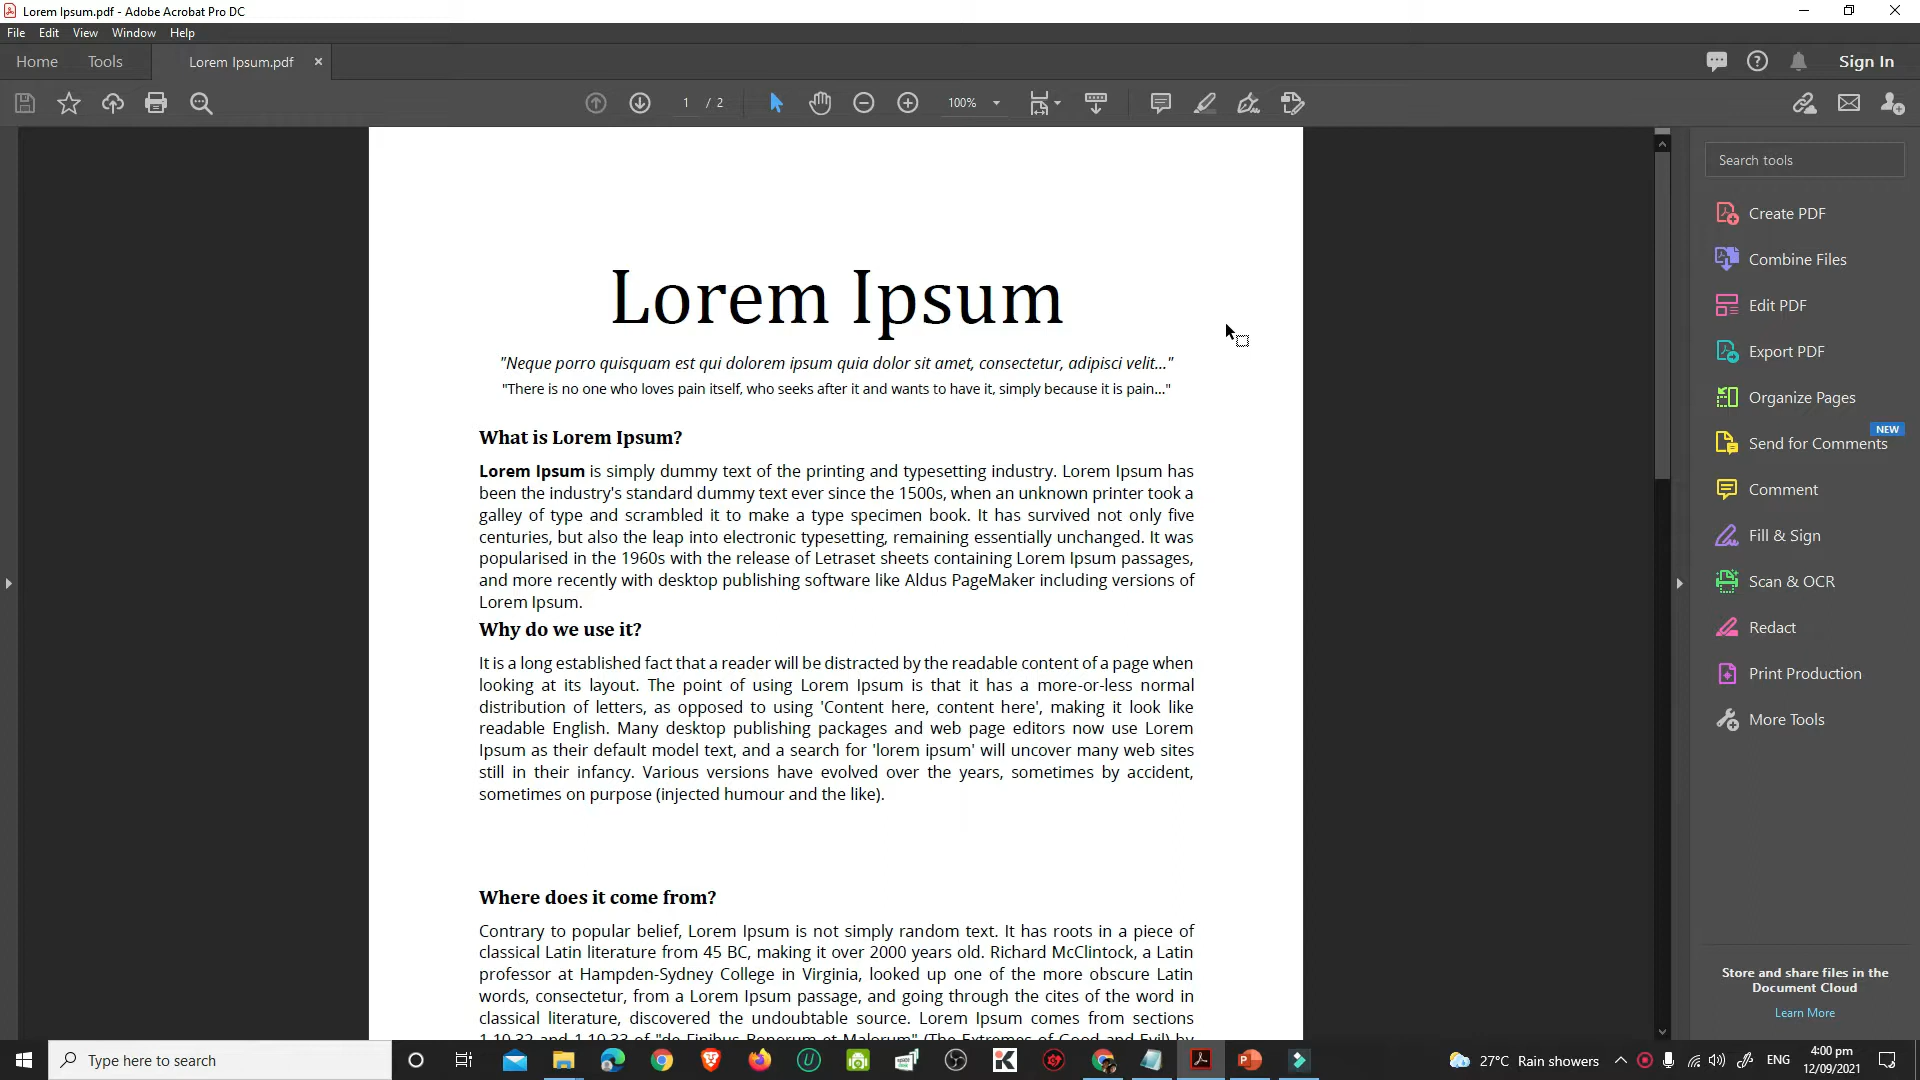 Lorem Ipsum.pdf - Adobe Acrobat Pro DC
File Edit View Window Help
Home Tools Lorem Ipsum.pdf
Sign In
1 / 2
100%
Lorem Ipsum
"Neque porro quisquam est qui dolorem ipsum quia dolor sit amet, consectetur, adipisci velit..."
"There is no one who loves pain itself, who seeks after it and wants to have it, simply because it is pain..."
What is Lorem Ipsum?
Lorem Ipsum is simply dummy text of the printing and typesetting industry. Lorem Ipsum has
been the industry's standard dummy text ever since the 1500s, when an unknown printer took a
galley of type and scrambled it to make a type specimen book. It has survived not only five
centuries, but also the leap into electronic typesetting, remaining essentially unchanged. It was
popularised in the 1960s with the release of Letraset sheets containing Lorem Ipsum passages,
and more recently with desktop publishing software like Aldus PageMaker including versions of
Lorem Ipsum.
Why do we use it?
It is a long established fact that a reader will be distracted by the readable content of a page when
looking at its layout. The point of using Lorem Ipsum is that it has a more-or-less normal
distribution of letters, as opposed to using 'Content here, content here', making it look like
readable English. Many desktop publishing packages and web page editors now use Lorem
Ipsum as their default model text, and a search for 'lorem ipsum' will uncover many web sites
still in their infancy. Various versions have evolved over the years, sometimes by accident,
sometimes on purpose (injected humour and the like).
Where does it come from?
Contrary to popular belief, Lorem Ipsum is not simply random text. It has roots in a piece of
classical Latin literature from 45 BC, making it over 2000 years old. Richard McClintock, a Latin
professor at Hampden-Sydney College in Virginia, looked up one of the more obscure Latin
words, consectetur, from a Lorem Ipsum passage, and going through the cites of the word in
classical literature, discovered the undoubtable source. Lorem Ipsum comes from sections
1.10.32 and 1.10.33 of "de Finibus Bonorum et Malorum" (The Extremes of Good and Evil) by
Search tools
Create PDF
Combine Files
Edit PDF
Export PDF
Organize Pages
NEW
Send for Comments
Comment
Fill & Sign
Scan & OCR
Redact
Print Production
More Tools
Store and share files in the
Document Cloud
Learn More
Type here to search
27°C Rain showers
ENG
4:00 pm
12/09/2021